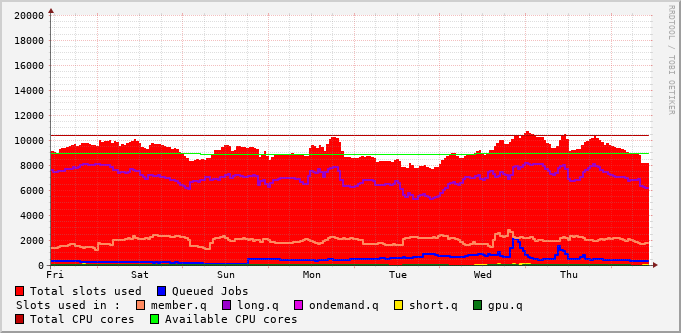 20000
18000
16000
14000
12000
10000
8000
6000
4000
2000
0
Fri Sat Sun Mon Tue Wed Thu
Total slots used Queued Jobs
Slots used in : member.q long.q ondemand.q short.q gpu.q
Total CPU cores Available CPU cores
RRDTOOL / TOBI OETIKER